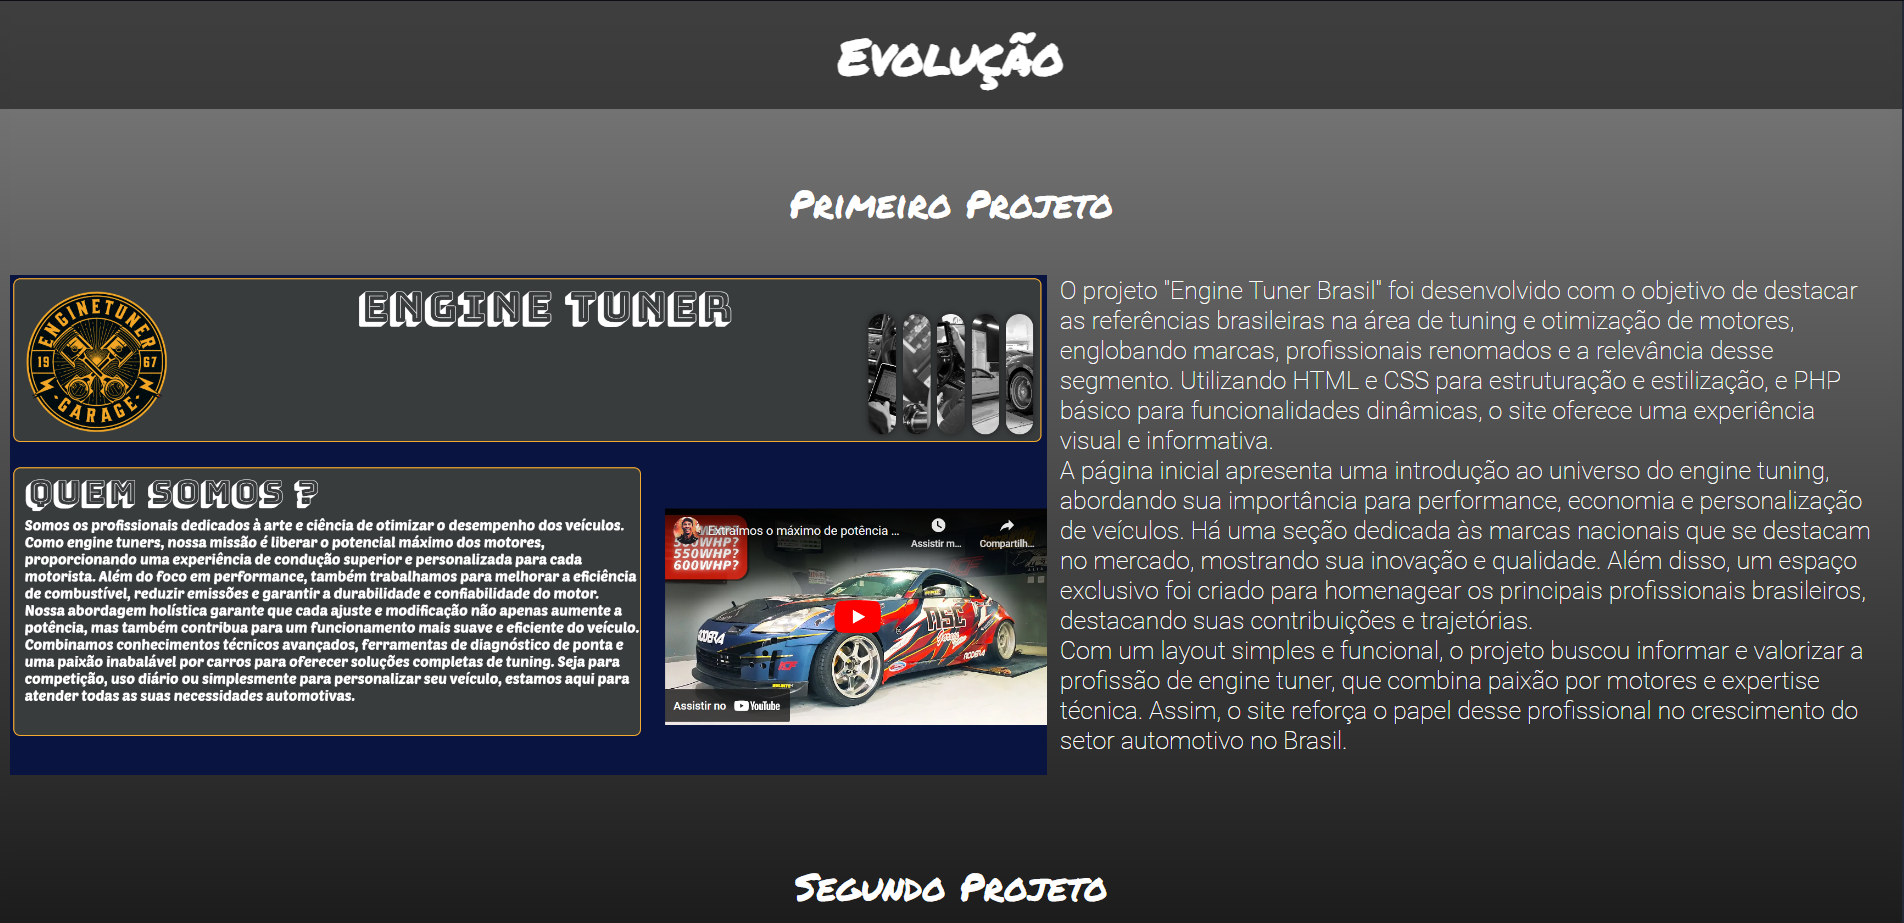 Evolução
Primeiro Projeto
ENGINETUNER
19 67
GARAGE
ENGINE TUNER
QUEM SOMOS ?
Somos os profissionais dedicados à arte e ciência de otimizar o desempenho dos veículos.
Como engine tuners, nossa missão é liberar o potencial máximo dos motores,
proporcionando uma experiência de condução superior e personalizada para cada
motorista. Além do foco em performance, também trabalhamos para melhorar a eficiência
de combustível, reduzir emissões e garantir a durabilidade e confiabilidade do motor.
Nossa abordagem holística garante que cada ajuste e modificação não apenas aumente a
potência, mas também contribua para um funcionamento mais suave e eficiente do veículo.
Combinamos conhecimentos técnicos avançados, ferramentas de diagnóstico de ponta e
uma paixão inabalável por carros para oferecer soluções completas de tuning. Seja para
competição, uso diário ou simplesmente para personalizar seu veículo, estamos aqui para
atender todas as suas necessidades automotivas.
Extraímos o máximo de potência ...
Assistir m...
Compartilh...
550WHP?
600WHP?
ASC
Assistir no YouTube
O projeto "Engine Tuner Brasil" foi desenvolvido com o objetivo de destacar
as referências brasileiras na área de tuning e otimização de motores,
englobando marcas, profissionais renomados e a relevância desse
segmento. Utilizando HTML e CSS para estruturação e estilização, e PHP
básico para funcionalidades dinâmicas, o site oferece uma experiência
visual e informativa.
A página inicial apresenta uma introdução ao universo do engine tuning,
abordando sua importância para performance, economia e personalização
de veículos. Há uma seção dedicada às marcas nacionais que se destacam
no mercado, mostrando sua inovação e qualidade. Além disso, um espaço
exclusivo foi criado para homenagear os principais profissionais brasileiros,
destacando suas contribuições e trajetórias.
Com um layout simples e funcional, o projeto buscou informar e valorizar a
profissão de engine tuner, que combina paixão por motores e expertise
técnica. Assim, o site reforça o papel desse profissional no crescimento do
setor automotivo no Brasil.
Segundo Projeto